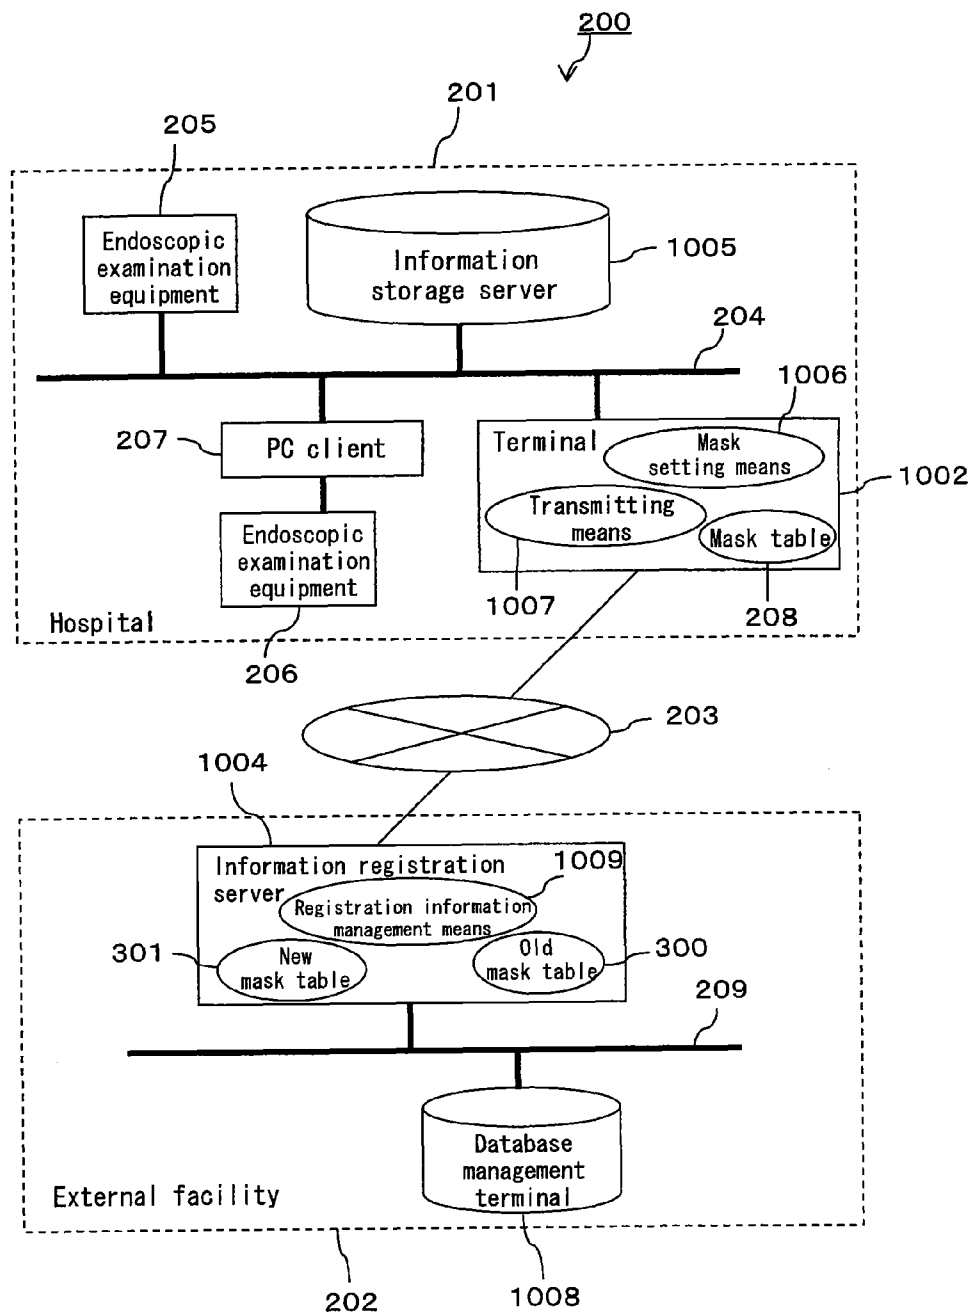 200
201
205
Endoscopic
examination
equipment
Information
storage server
1005
204
1006
207
PC client
Terminal
Mask
setting means
1002
Transmitting
means
Mask table
Endoscopic
examination
equipment
1007
208
Hospital
206
203
1004
Information registration
server
1009
Registration information
management means
301
New
mask table
Old
mask table
300
209
Database
management
terminal
External facility
202
1008